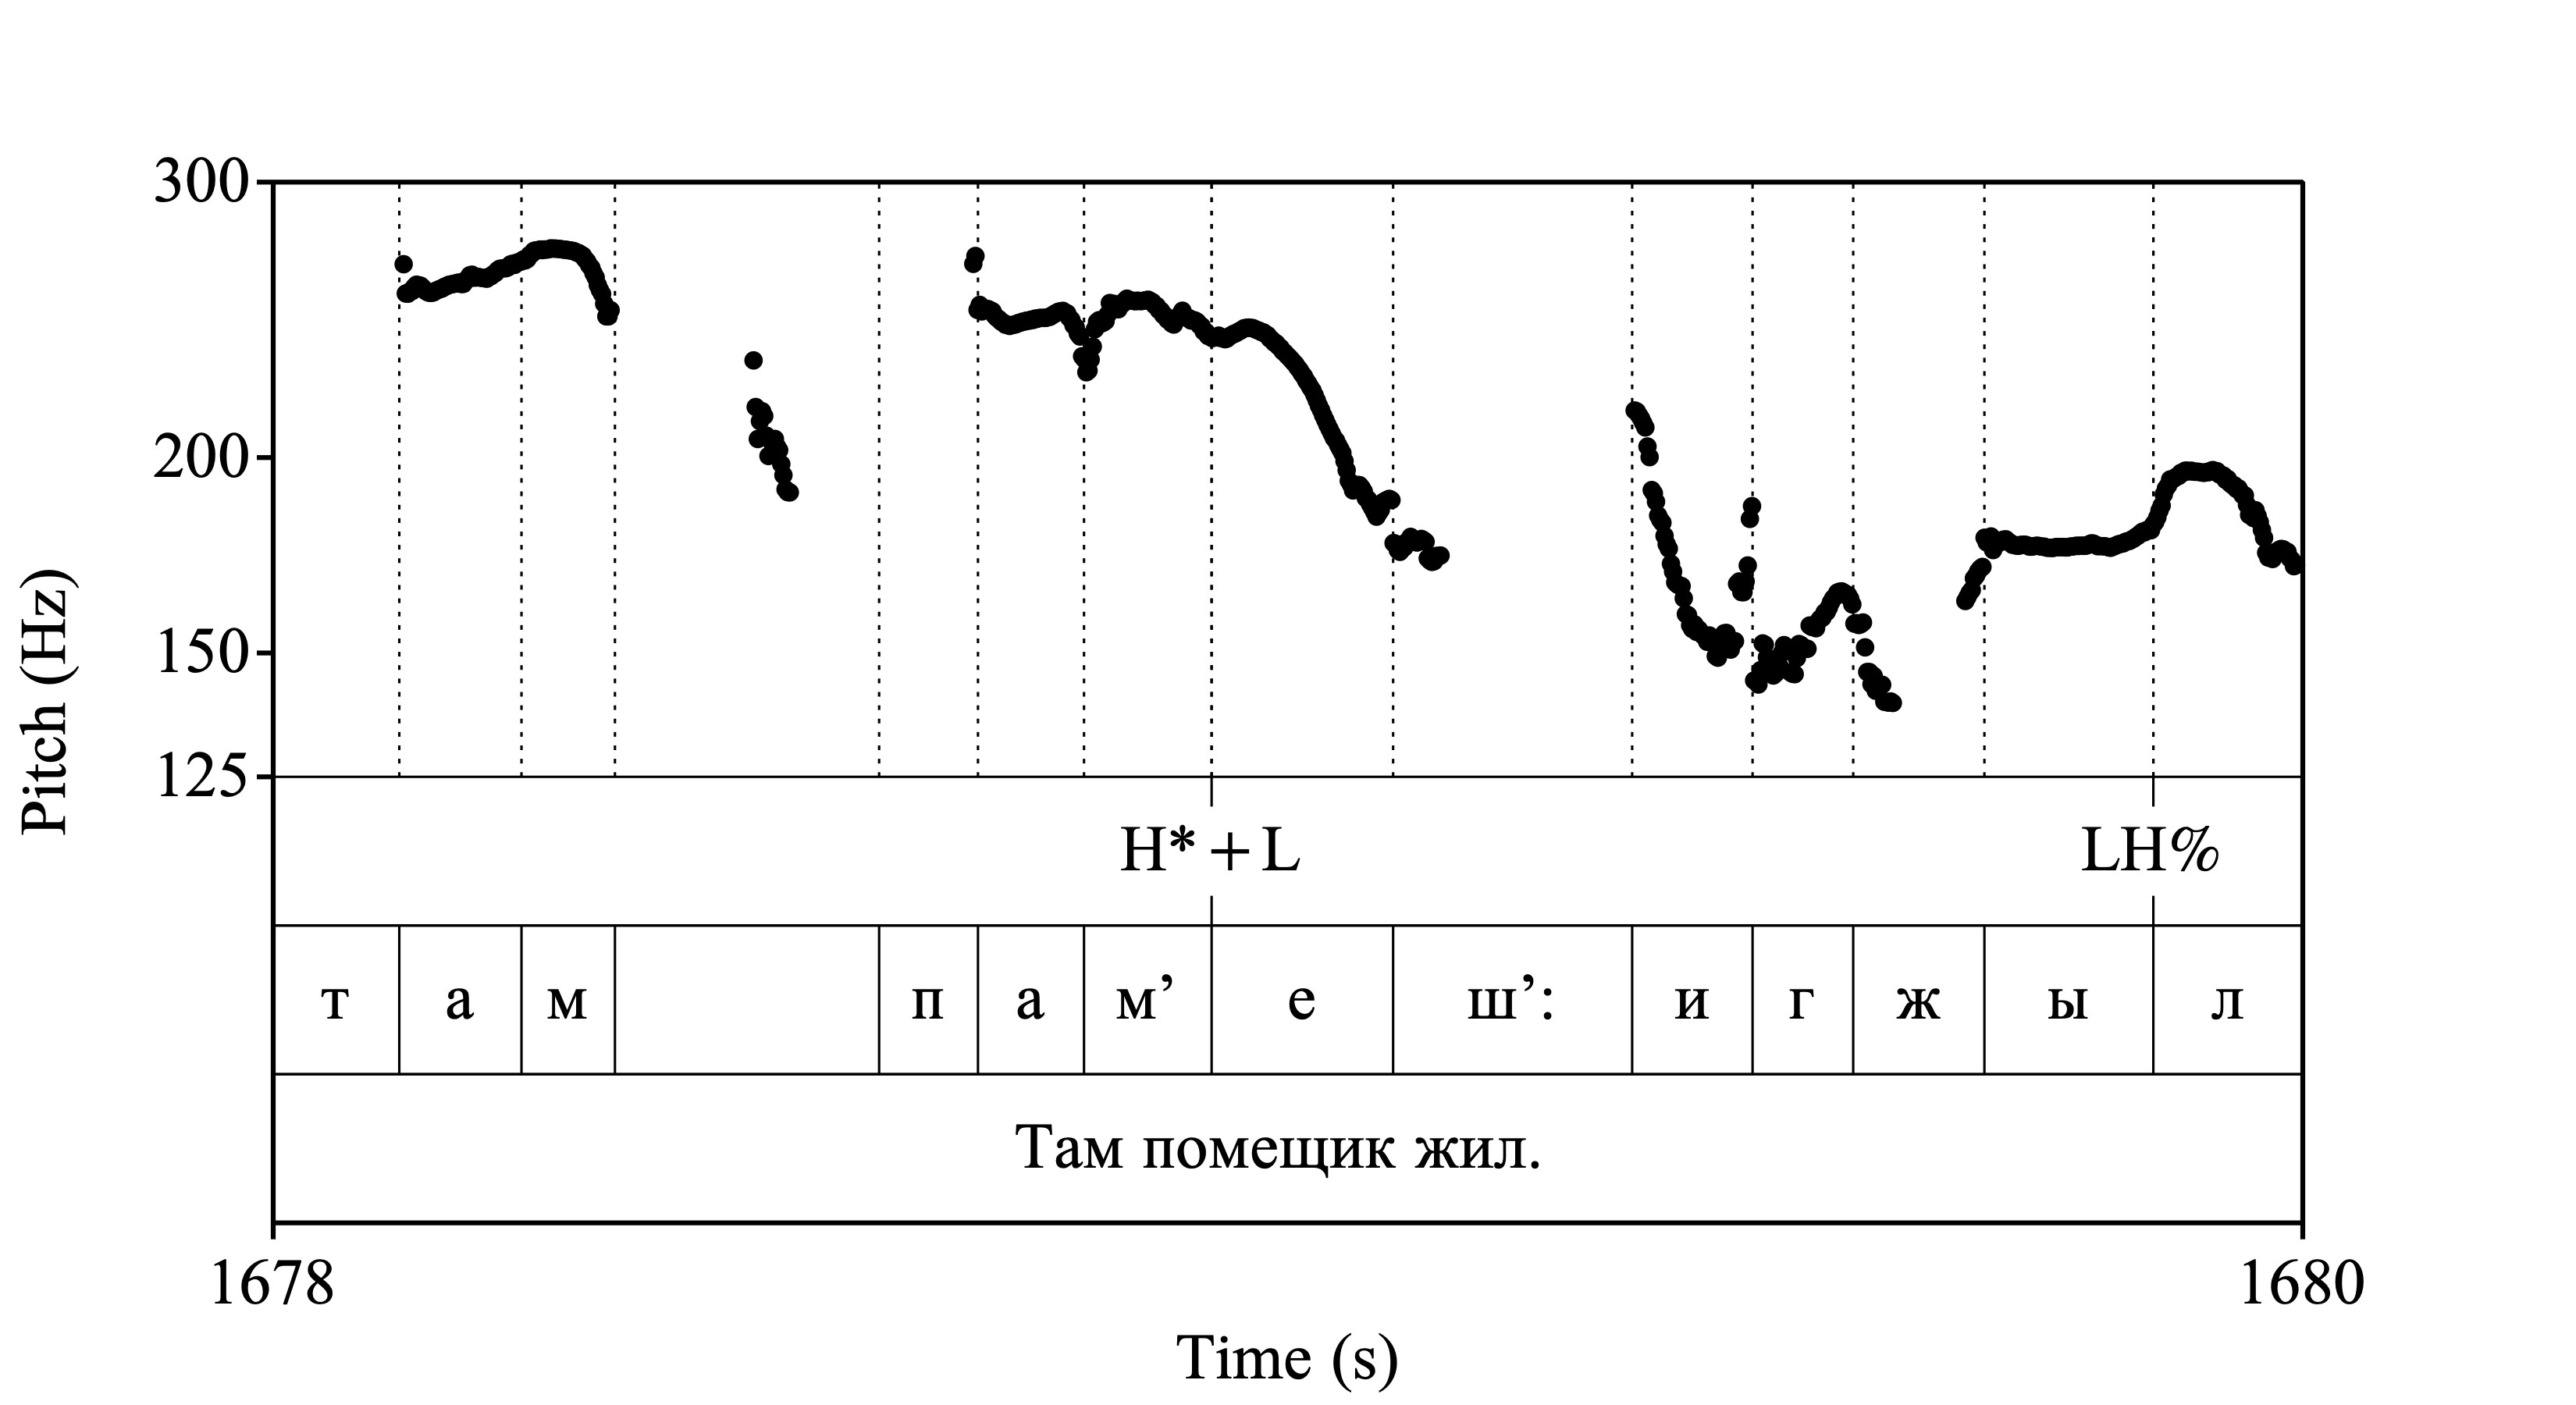 300
200
150
125
Pitch (Hz)
H*+L LH%
т а м п а м’ е ш’: и г ж ы л
Там помещик жил.
1678 1680
Time (s)